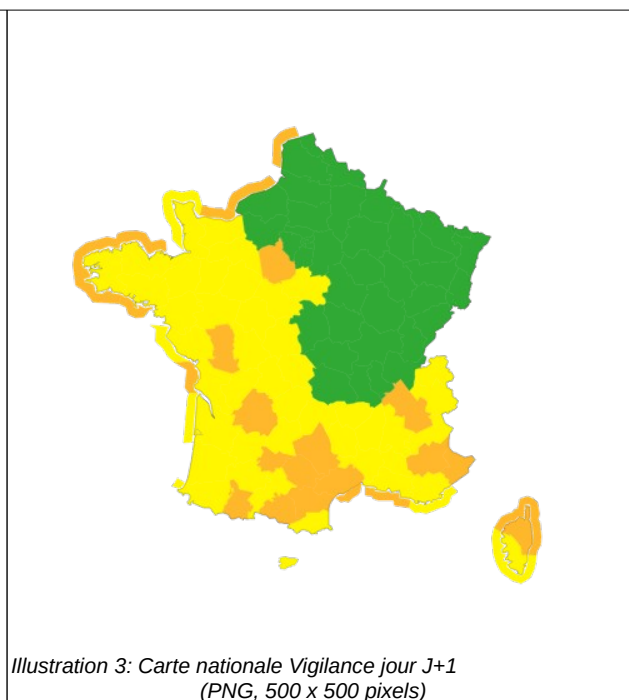 Illustration 3: Carte nationale Vigilance jour J+1
(PNG, 500 x 500 pixels)